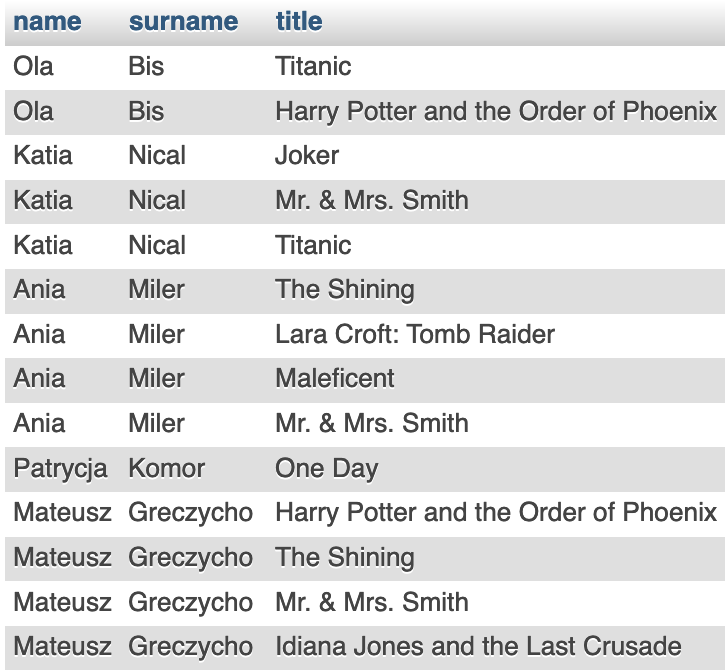 name surname title
Ola Bis Titanic
Ola Bis Harry Potter and the Order of Phoenix
Katia Nical Joker
Katia Nical Mr. & Mrs. Smith
Katia Nical Titanic
Ania Miler The Shining
Ania Miler Lara Croft: Tomb Raider
Ania Miler Maleficent
Ania Miler Mr. & Mrs. Smith
Patrycja Komor One Day
Mateusz Greczycho Harry Potter and the Order of Phoenix
Mateusz Greczycho The Shining
Mateusz Greczycho Mr. & Mrs. Smith
Mateusz Greczycho Idiana Jones and the Last Crusade